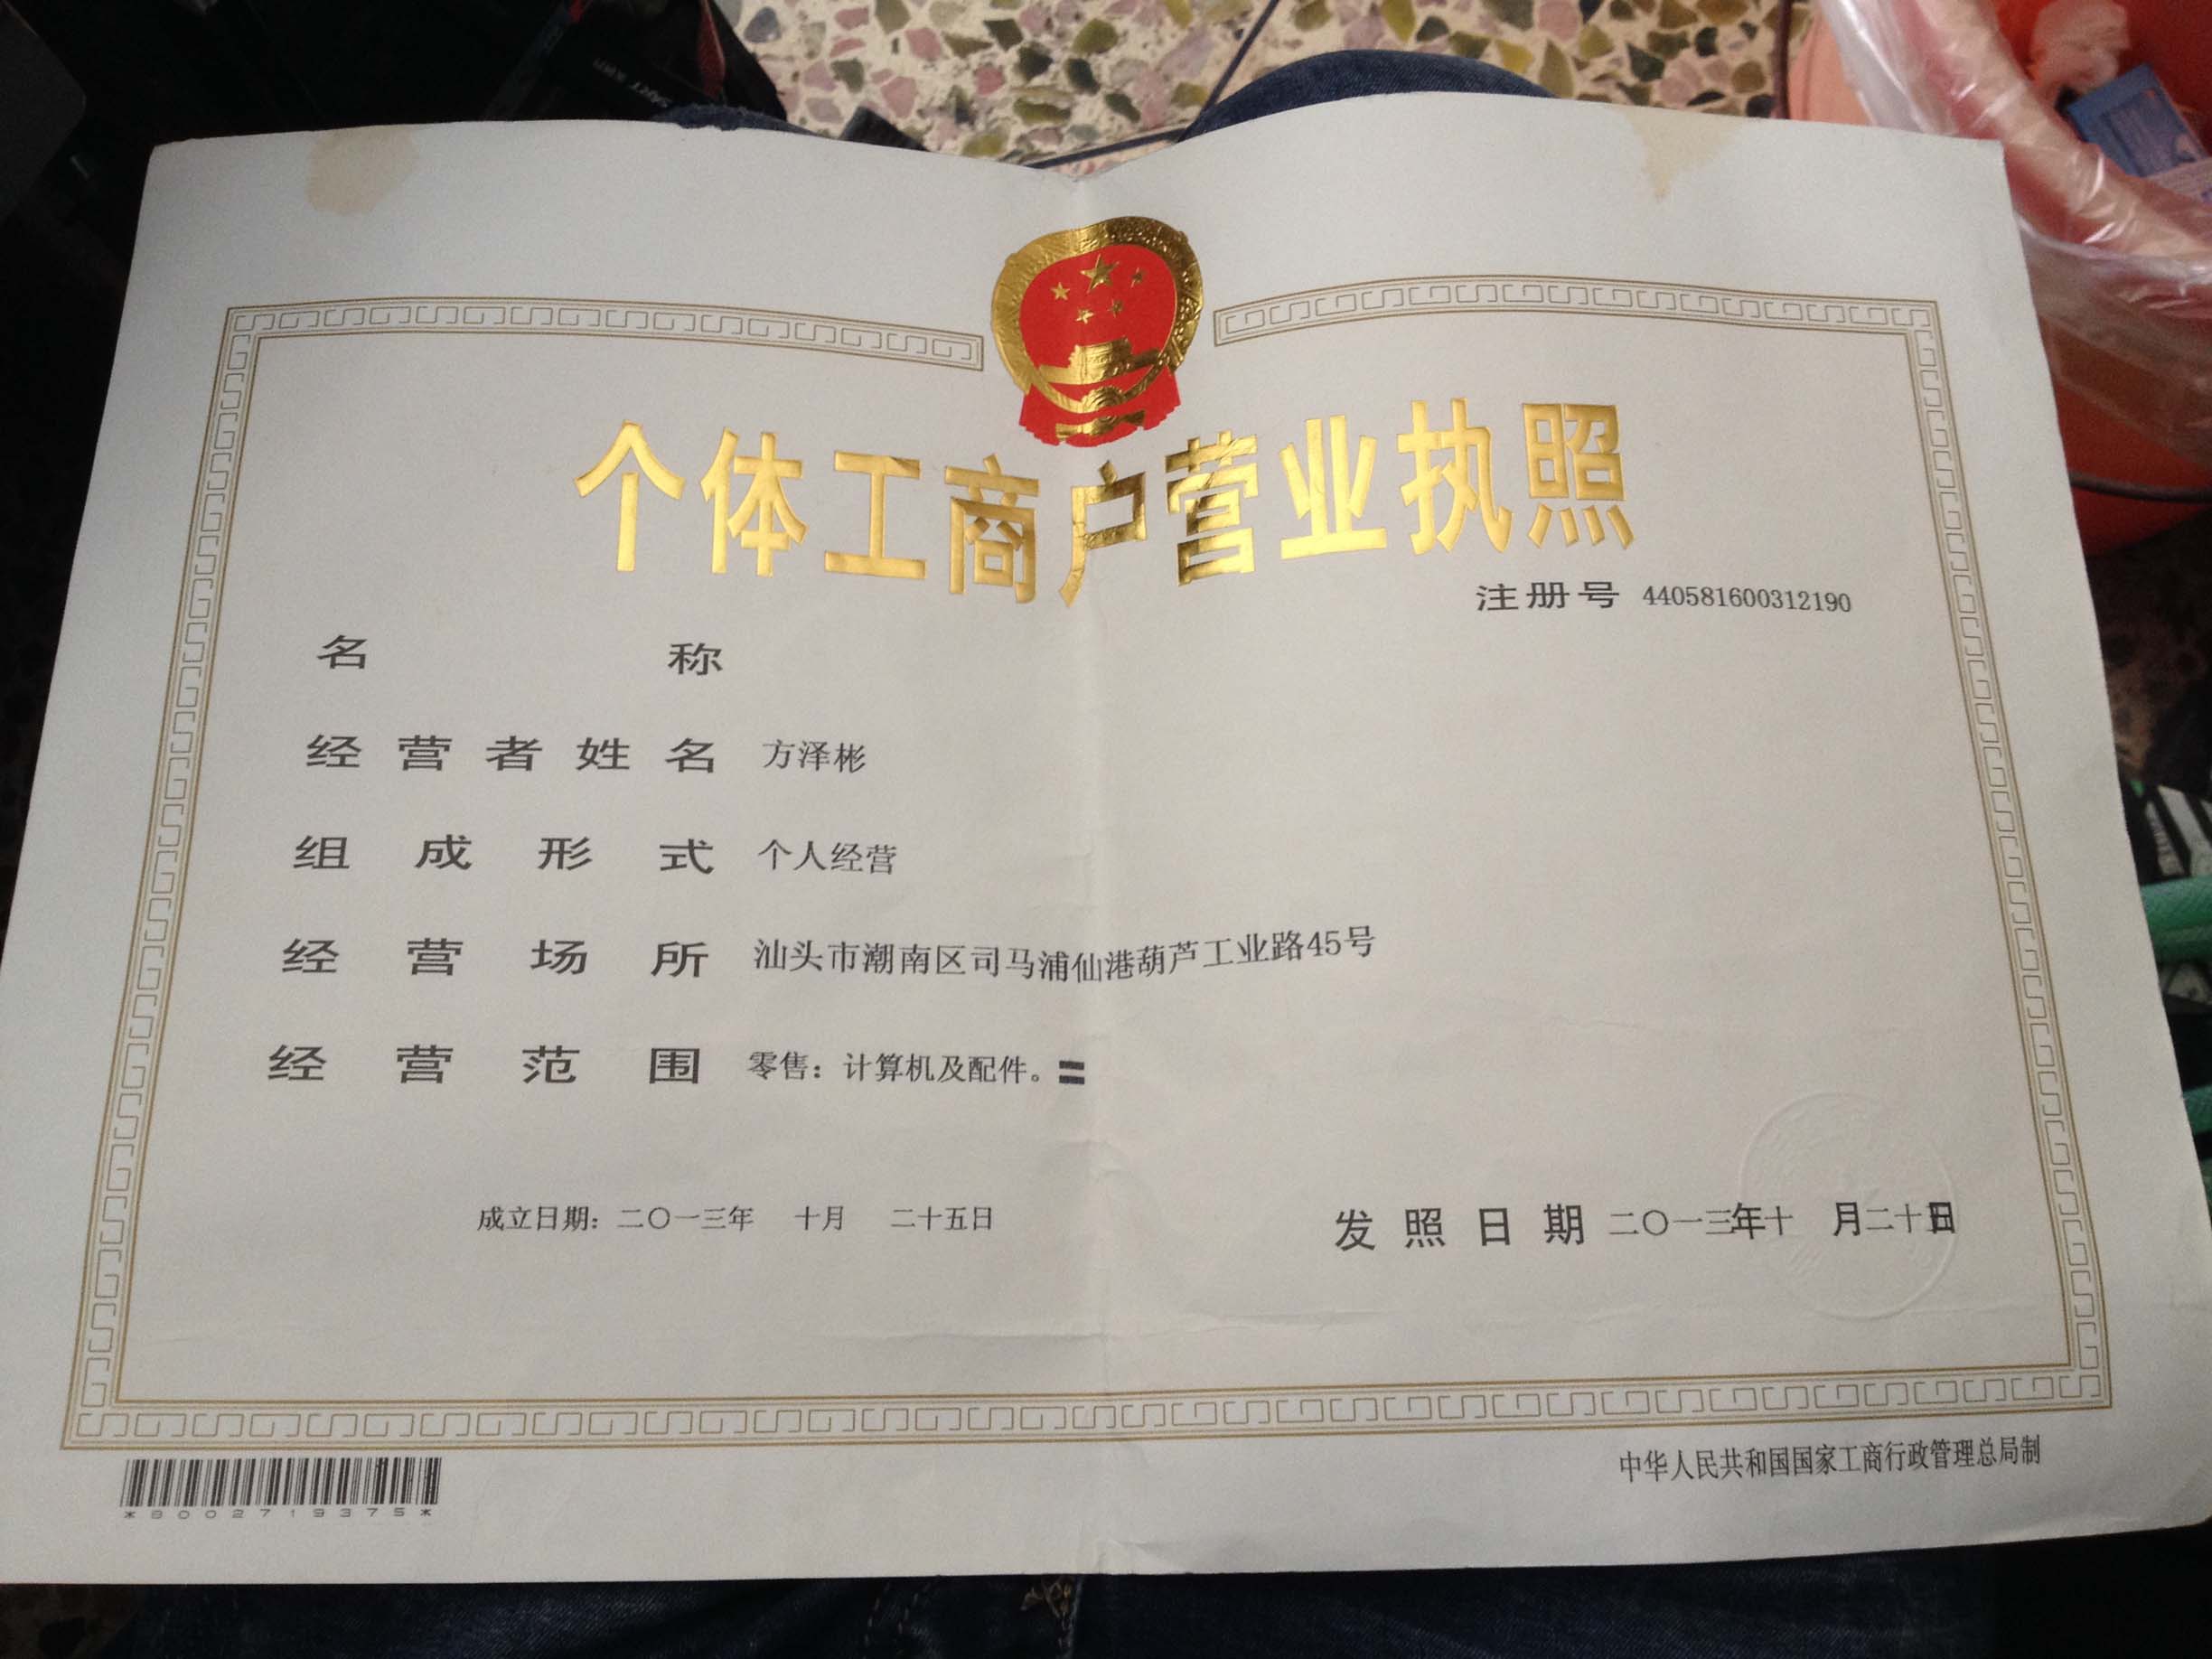 个体工商户营业执照
注册号 440581600312190
名称
经营者姓名 方泽彬
组成形式 个人经营
经营场所 汕头市潮南区司马浦仙港葫芦工业路45号
经营范围 零售：计算机及配件。〓
成立日期：二〇一三年 十月 二十五日
发照日期 二〇一三年十 月二十五日
中华人民共和国国家工商行政管理总局制
*8002719375*